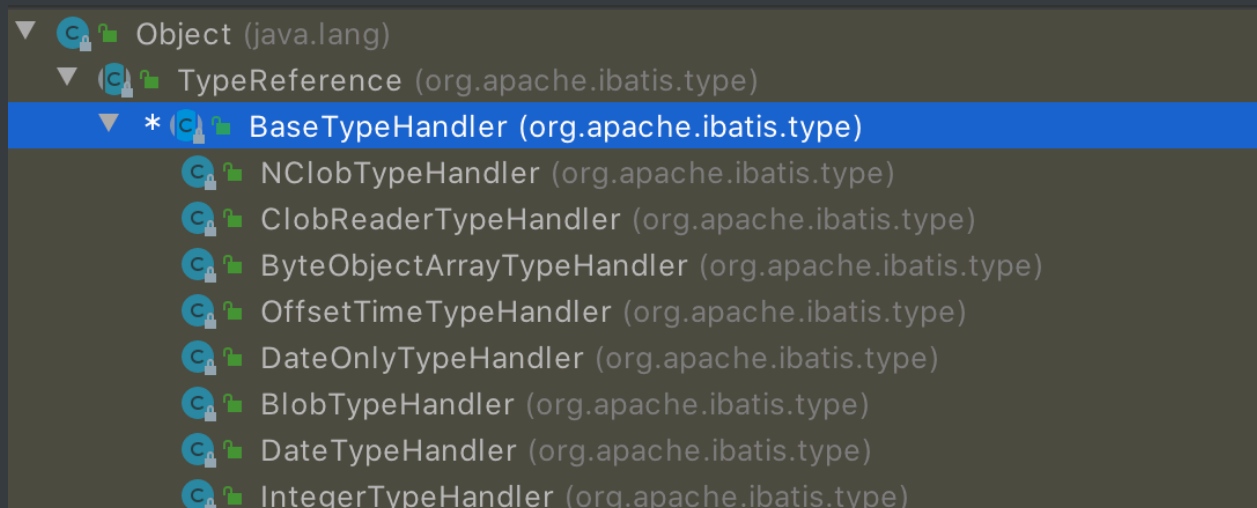 Object (java.lang)
TypeReference (org.apache.ibatis.type)
* BaseTypeHandler (org.apache.ibatis.type)
NClobTypeHandler (org.apache.ibatis.type)
ClobReaderTypeHandler (org.apache.ibatis.type)
ByteObjectArrayTypeHandler (org.apache.ibatis.type)
OffsetTimeTypeHandler (org.apache.ibatis.type)
DateOnlyTypeHandler (org.apache.ibatis.type)
BlobTypeHandler (org.apache.ibatis.type)
DateTypeHandler (org.apache.ibatis.type)
IntegerTypeHandler (org.apache.ibatis.type)